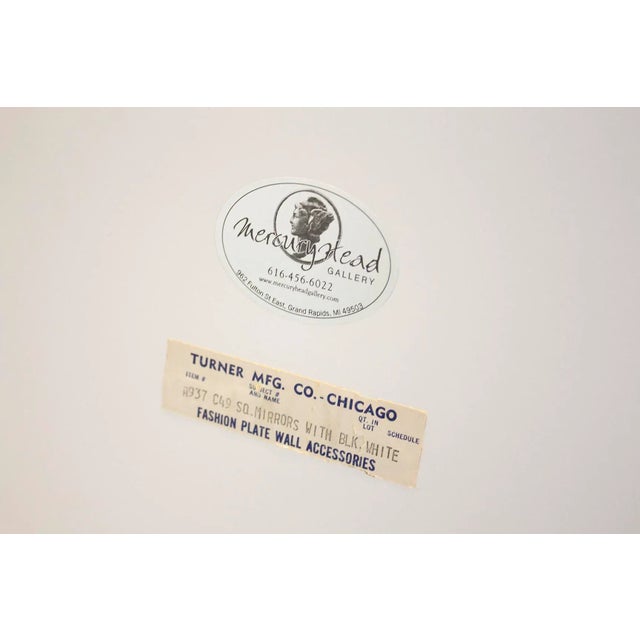 mercury head
GALLERY
616-456-6022
www.mercuryheadgallery.com
962 Fulton St East, Grand Rapids, MI 49503
TURNER MFG. CO.-CHICAGO
ITEM # SUBJECT # AND NAME QT. IN LOT SCHEDULE
W937 C49 SQ.MIRRORS WITH BLK.WHITE
FASHION PLATE WALL ACCESSORIES